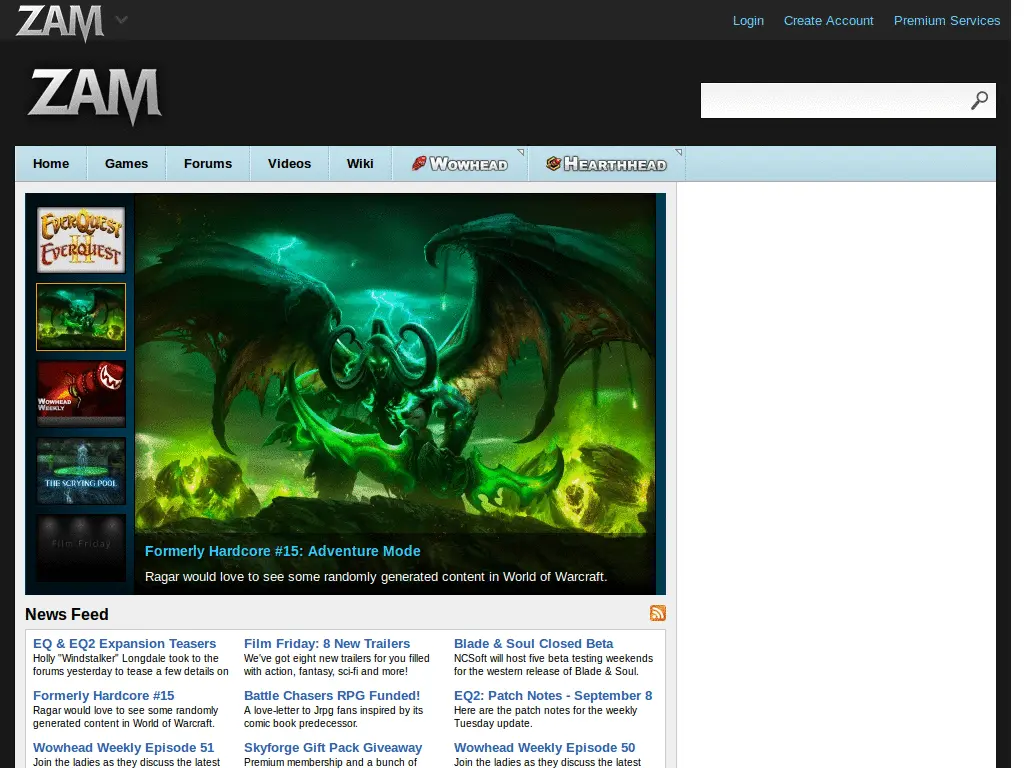 ZAM
Login Create Account Premium Services
ZAM
Home Games Forums Videos Wiki WOWHEAD HEARTHHEAD
EVERQUEST
II
EVERQUEST
WOWHEAD
WEEKLY
THE SCRYING POOL
Film Friday
Formerly Hardcore #15: Adventure Mode
Ragar would love to see some randomly generated content in World of Warcraft.
News Feed
EQ & EQ2 Expansion Teasers
Holly "Windstalker" Longdale took to the
forums yesterday to tease a few details on
Film Friday: 8 New Trailers
We've got eight new trailers for you filled
with action, fantasy, sci-fi and more!
Blade & Soul Closed Beta
NCSoft will host five beta testing weekends
for the western release of Blade & Soul.
Formerly Hardcore #15
Ragar would love to see some randomly
generated content in World of Warcraft.
Battle Chasers RPG Funded!
A love-letter to Jrpg fans inspired by its
comic book predecessor.
EQ2: Patch Notes - September 8
Here are the patch notes for the weekly
Tuesday update.
Wowhead Weekly Episode 51
Join the ladies as they discuss the latest
Skyforge Gift Pack Giveaway
Premium membership and a bunch of
Wowhead Weekly Episode 50
Join the ladies as they discuss the latest